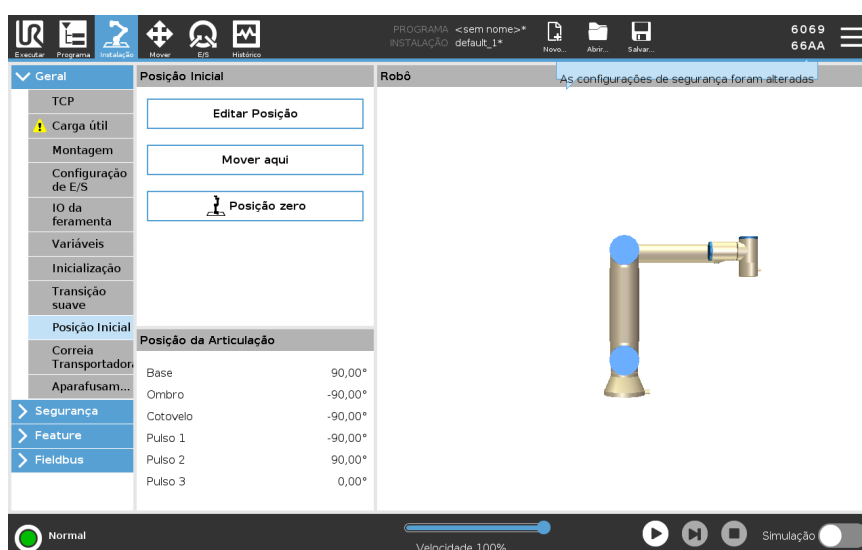 UR
Executar
Programa
Instalação
Mover
E/S
Histórico
PROGRAMA <sem nome>*
INSTALAÇÃO default_1*
Novo...
Abrir...
Salvar...
6069
66AA
Geral
TCP
Carga útil
Montagem
Configuração
de E/S
IO da
feramenta
Variáveis
Inicialização
Transição
suave
Posição Inicial
Correia
Transportadora
Aparafusam...
Segurança
Feature
Fieldbus
Posição Inicial
Editar Posição
Mover aqui
Posição zero
Posição da Articulação
Base 90,00°
Ombro -90,00°
Cotovelo -90,00°
Pulso 1 -90,00°
Pulso 2 90,00°
Pulso 3 0,00°
Robô
As configurações de segurança foram alteradas
Normal
Velocidade 100%
Simulação